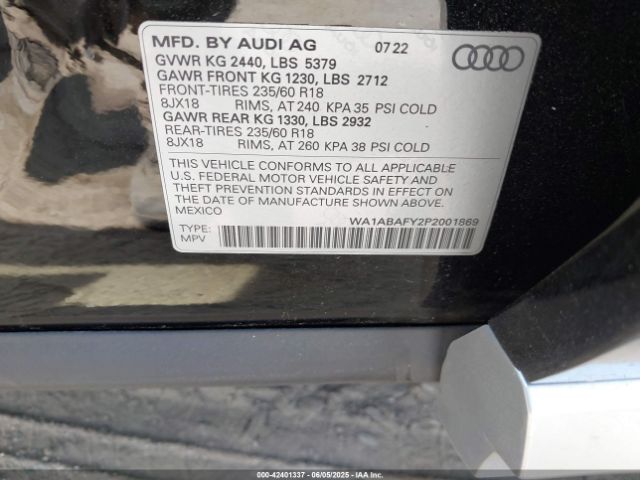 MFD. BY AUDI AG 07 22
GVWR KG 2440, LBS 5379
GAWR FRONT KG 1230, LBS 2712
FRONT-TIRES 235/60 R18
8JX18 RIMS, AT 240 KPA 35 PSI COLD
GAWR REAR KG 1330, LBS 2932
REAR-TIRES 235/60 R18
8JX18 RIMS, AT 260 KPA 38 PSI COLD
THIS VEHICLE CONFORMS TO ALL APPLICABLE
U.S. FEDERAL MOTOR VEHICLE SAFETY AND
THEFT PREVENTION STANDARDS IN EFFECT ON
THE DATE OF MANUFACTURE SHOWN ABOVE.
MEXICO
WA1ABAFY2P2001869
TYPE:
MPV
000-42401337 - 06/05/2025 - IAA Inc.